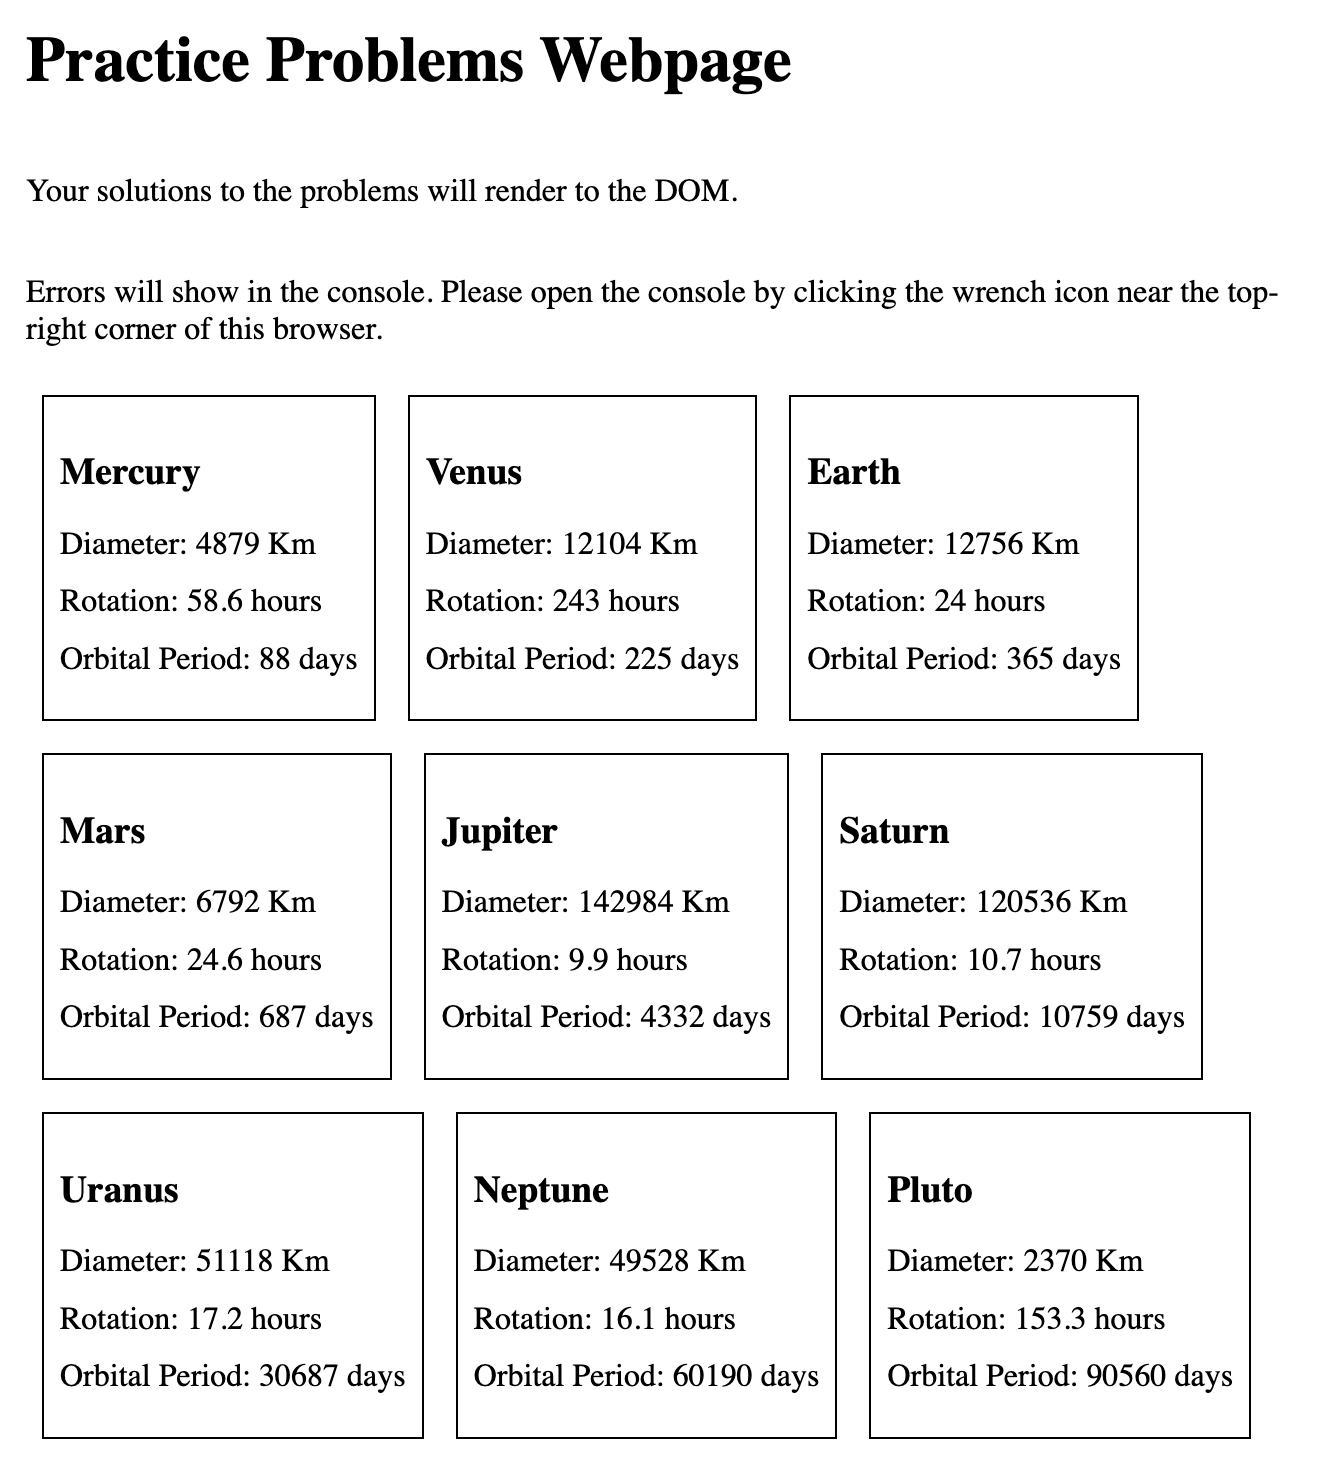 Practice Problems Webpage
Your solutions to the problems will render to the DOM.
Errors will show in the console. Please open the console by clicking the wrench icon near the top-
right corner of this browser.
Mercury
Diameter: 4879 Km
Rotation: 58.6 hours
Orbital Period: 88 days
Venus
Diameter: 12104 Km
Rotation: 243 hours
Orbital Period: 225 days
Earth
Diameter: 12756 Km
Rotation: 24 hours
Orbital Period: 365 days
Mars
Diameter: 6792 Km
Rotation: 24.6 hours
Orbital Period: 687 days
Jupiter
Diameter: 142984 Km
Rotation: 9.9 hours
Orbital Period: 4332 days
Saturn
Diameter: 120536 Km
Rotation: 10.7 hours
Orbital Period: 10759 days
Uranus
Diameter: 51118 Km
Rotation: 17.2 hours
Orbital Period: 30687 days
Neptune
Diameter: 49528 Km
Rotation: 16.1 hours
Orbital Period: 60190 days
Pluto
Diameter: 2370 Km
Rotation: 153.3 hours
Orbital Period: 90560 days